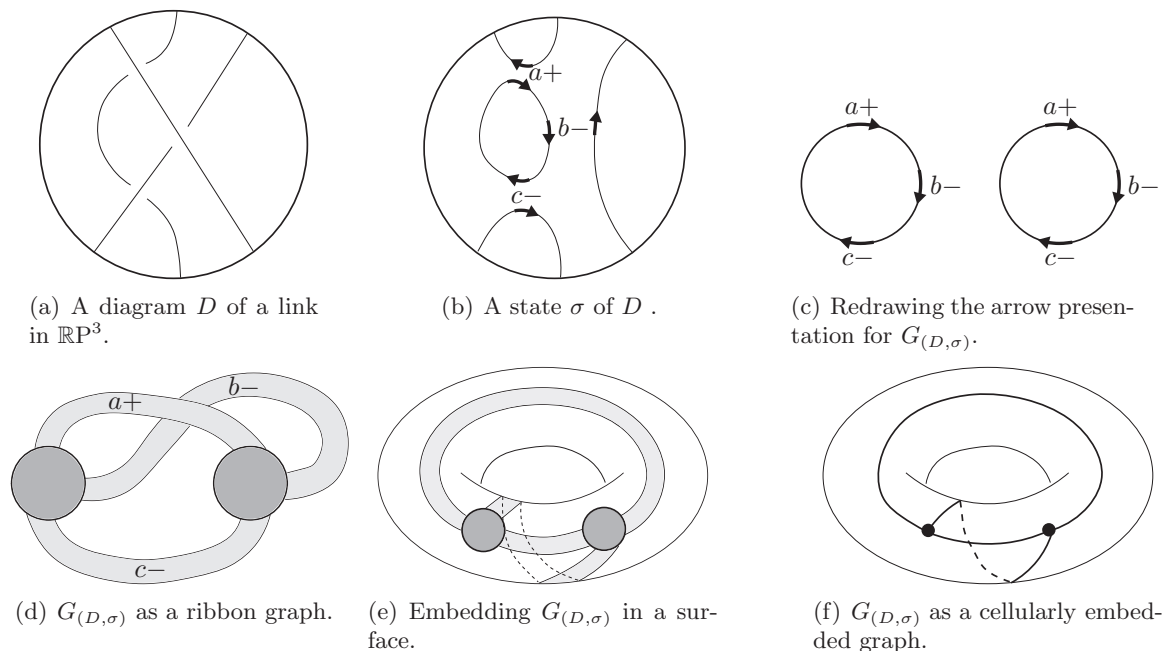 a+
b−
c−
a+
b−
c−
a+
b−
c−
(a) A diagram D of a link
in ℝP³.
(b) A state σ of D .
(c) Redrawing the arrow presen-
tation for G(D,σ).
a+
b−
c−
(d) G(D,σ) as a ribbon graph.
(e) Embedding G(D,σ) in a sur-
face.
(f) G(D,σ) as a cellularly embed-
ded graph.